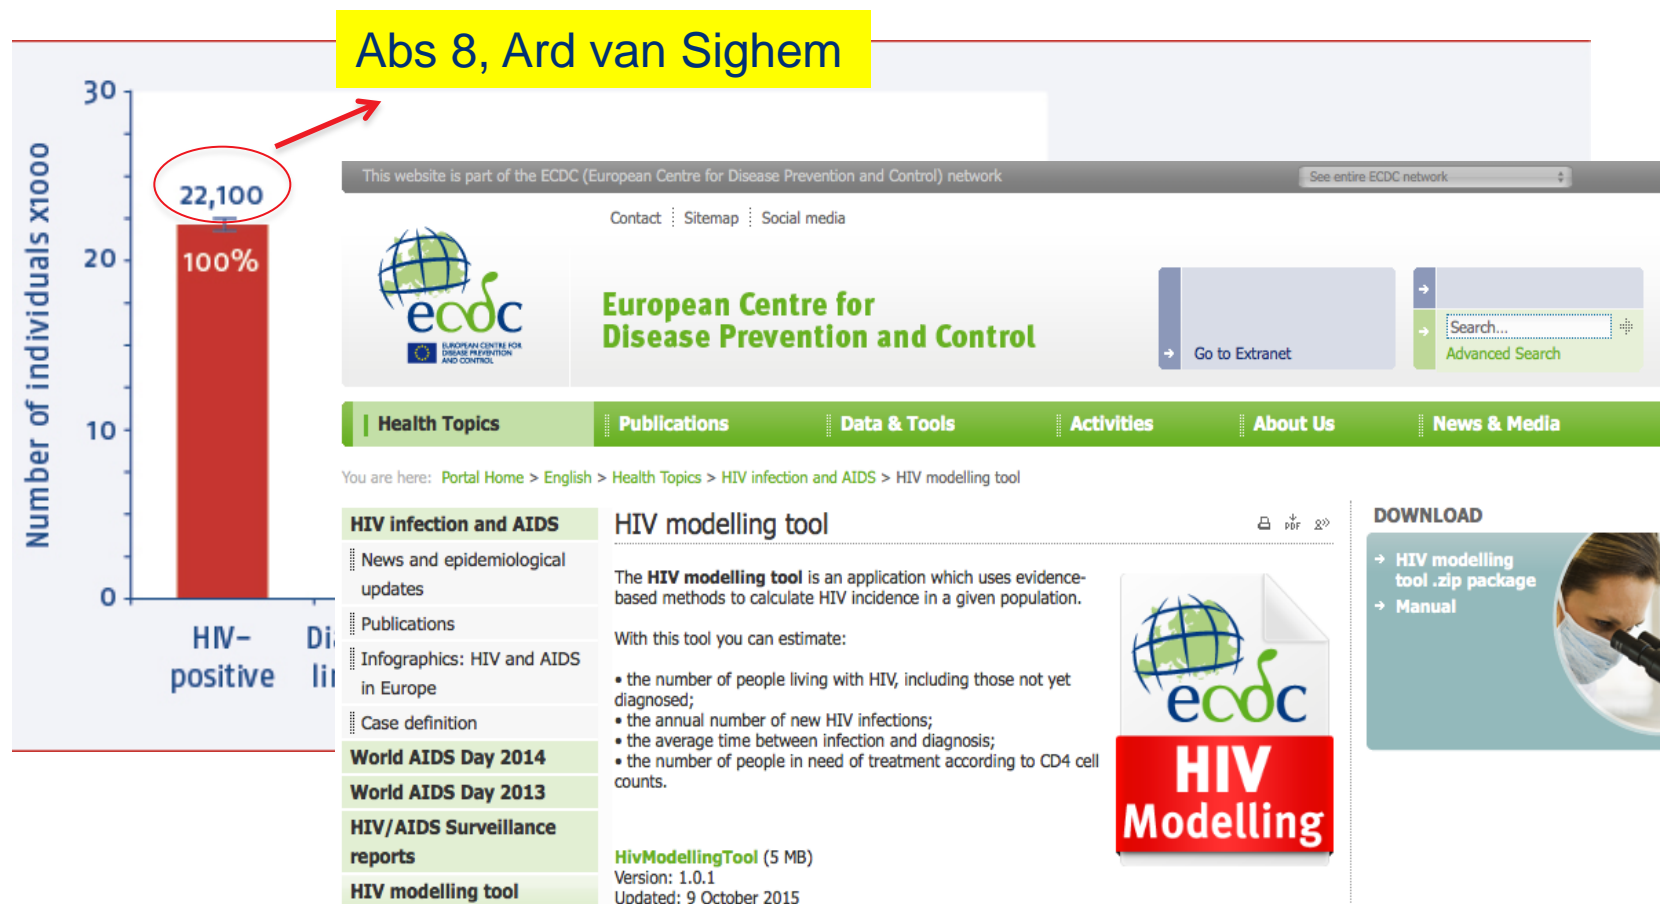 Abs 8, Ard van Sighem
30
20
10
0
Number of individuals x1000
22,100
100%
HIV-
positive
Di
li
This website is part of the ECDC (European Centre for Disease Prevention and Control) network
See entire ECDC network
Contact
Sitemap
Social media
ecdc
EUROPEAN CENTRE FOR
DISEASE PREVENTION
AND CONTROL
European Centre for
Disease Prevention and Control
Go to Extranet
Search...
Advanced Search
Health Topics
Publications
Data & Tools
Activities
About Us
News & Media
You are here: Portal Home > English > Health Topics > HIV infection and AIDS > HIV modelling tool
HIV infection and AIDS
News and epidemiological
updates
Publications
Infographics: HIV and AIDS
in Europe
Case definition
World AIDS Day 2014
World AIDS Day 2013
HIV/AIDS Surveillance
reports
HIV modelling tool
HIV modelling tool
PDF
The HIV modelling tool is an application which uses evidence-
based methods to calculate HIV incidence in a given population.
With this tool you can estimate:
• the number of people living with HIV, including those not yet
diagnosed;
• the annual number of new HIV infections;
• the average time between infection and diagnosis;
• the number of people in need of treatment according to CD4 cell
counts.
HivModellingTool (5 MB)
Version: 1.0.1
Updated: 9 October 2015
ecdc
HIV
Modelling
DOWNLOAD
HIV modelling
tool .zip package
Manual